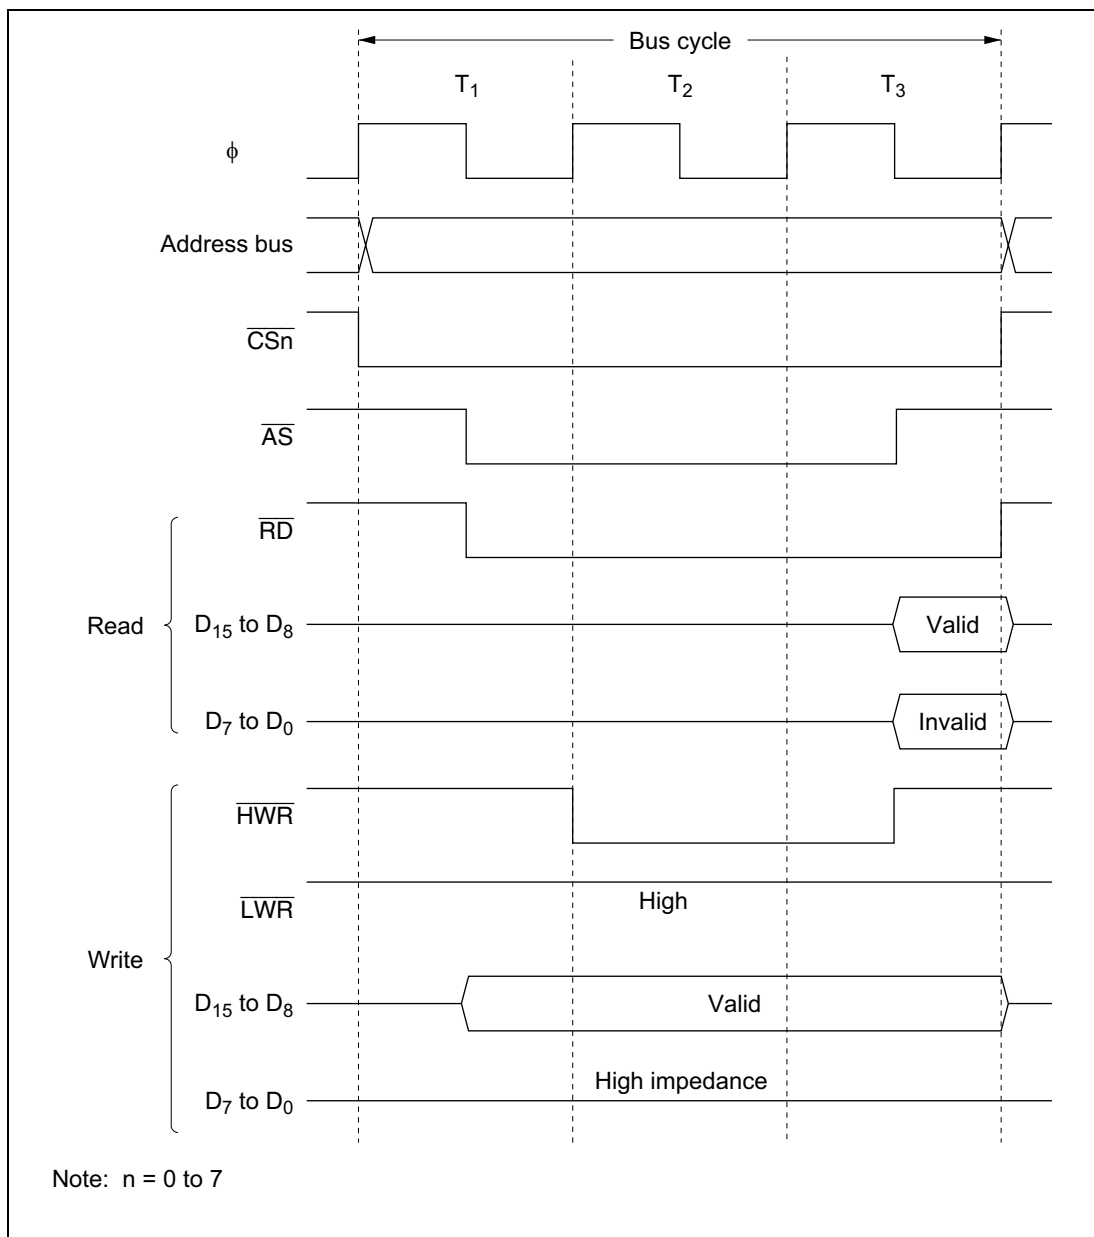 Bus cycle
T1 T2 T3
ϕ
Address bus
CSn
AS
RD
Read
D15 to D8 Valid
D7 to D0 Invalid
HWR
LWR High
Write
D15 to D8 Valid
High impedance
D7 to D0
Note: n = 0 to 7